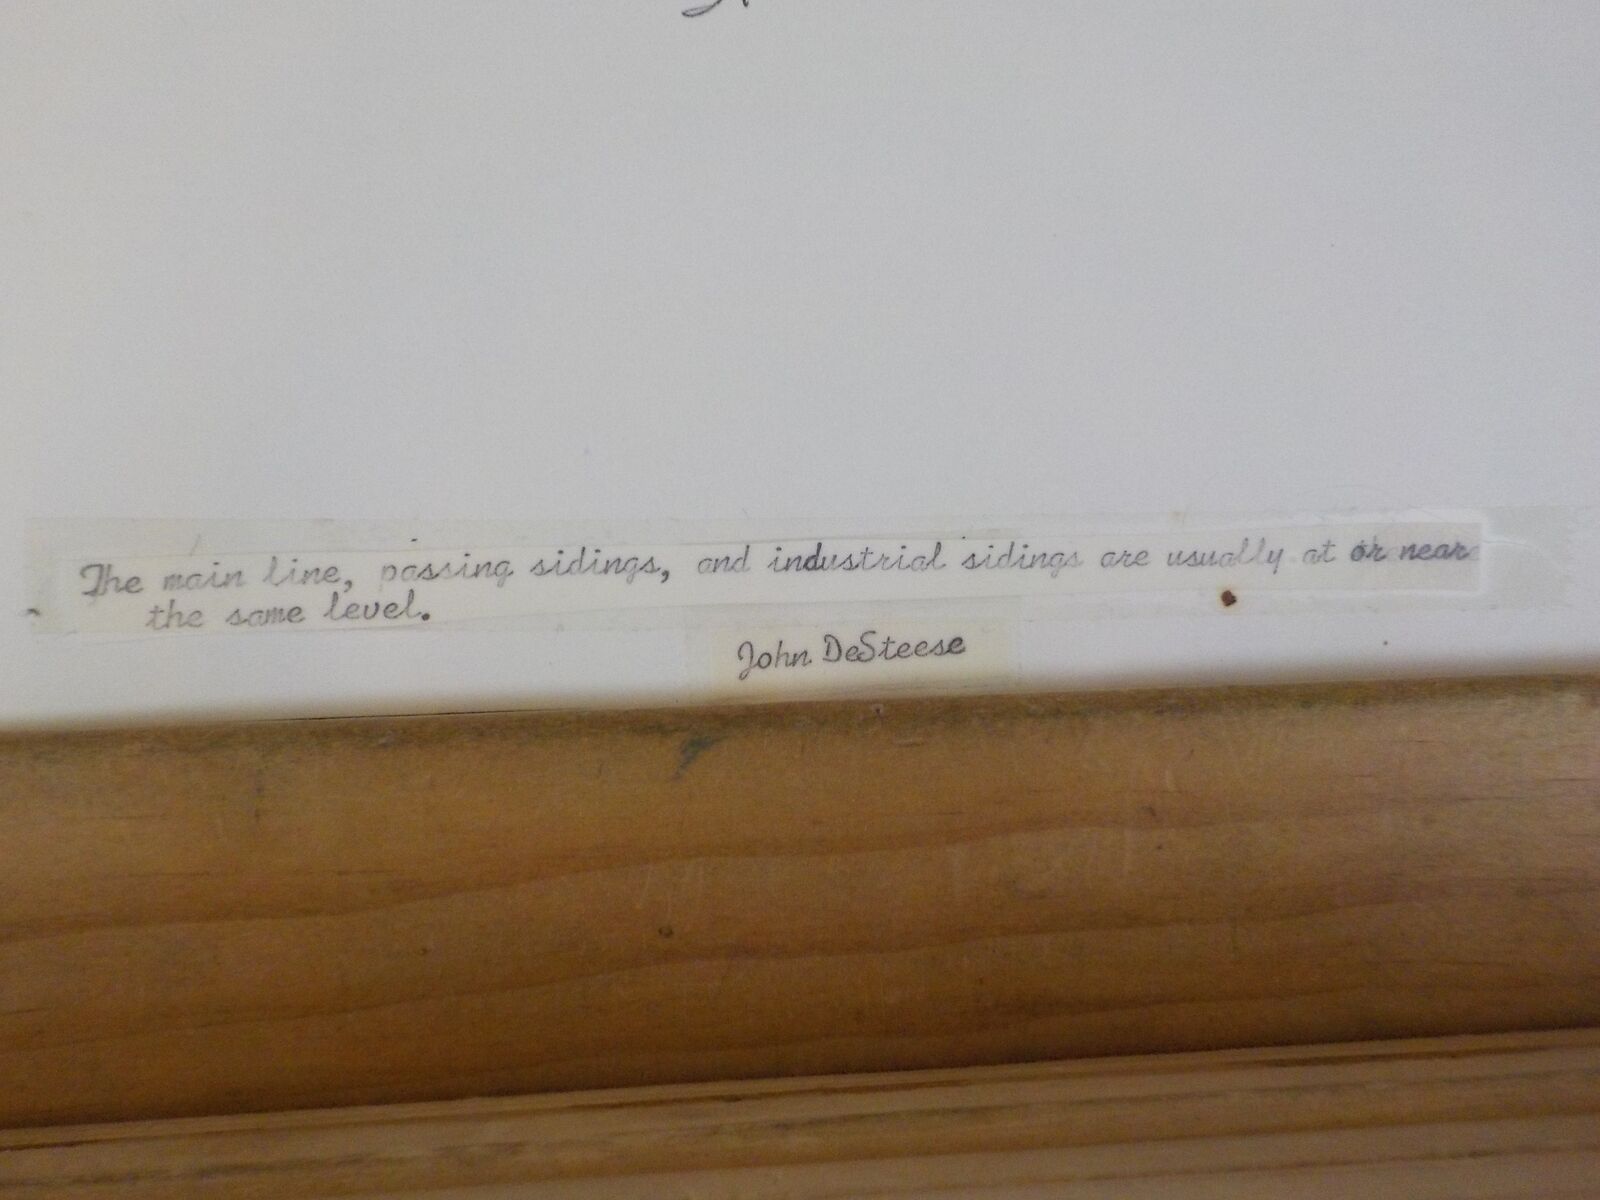 The main line, passing sidings, and industrial sidings are usually at or near
the same level.
John DeSteese